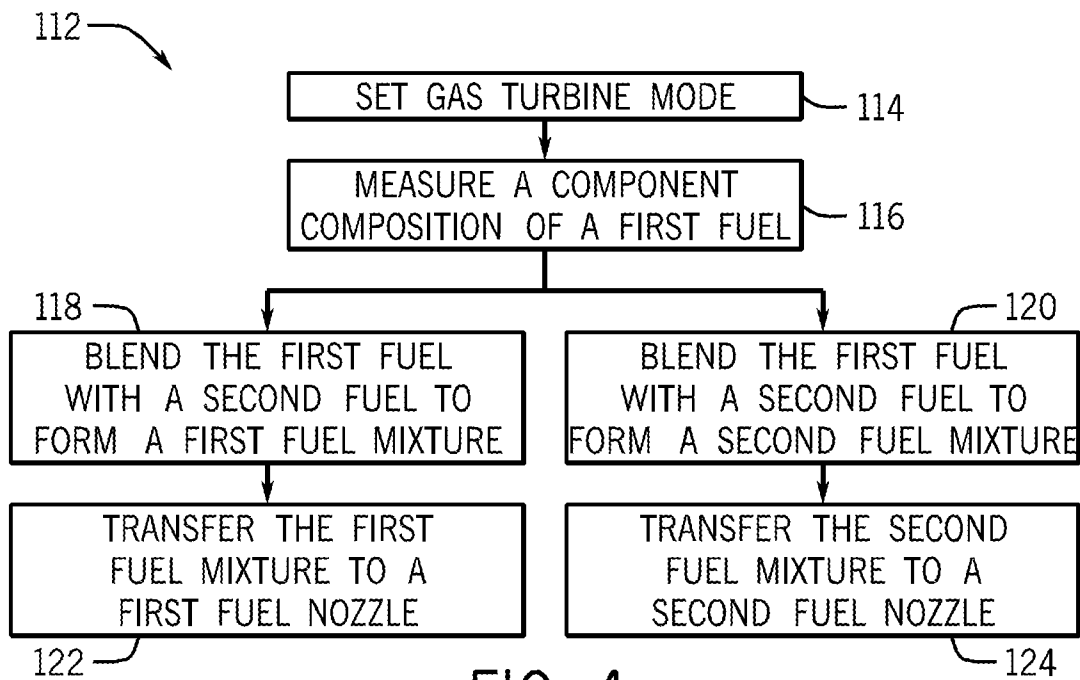 112
SET GAS TURBINE MODE
114
MEASURE A COMPONENT
COMPOSITION OF A FIRST FUEL
116
118
BLEND THE FIRST FUEL
WITH A SECOND FUEL TO
FORM A FIRST FUEL MIXTURE
120
BLEND THE FIRST FUEL
WITH A SECOND FUEL TO
FORM A SECOND FUEL MIXTURE
TRANSFER THE FIRST
FUEL MIXTURE TO A
FIRST FUEL NOZZLE
122
TRANSFER THE SECOND
FUEL MIXTURE TO A
SECOND FUEL NOZZLE
124
FIG. 4